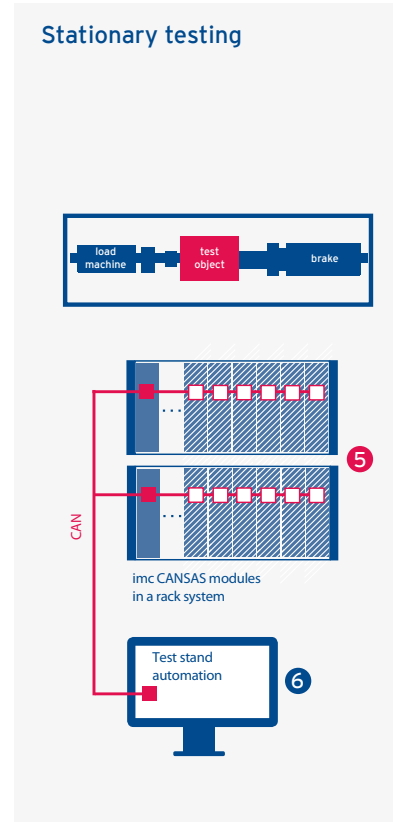 Stationary testing
load
machine
test
object
brake
...
5
...
CAN
imc CANSAS modules
in a rack system
Test stand
automation
6